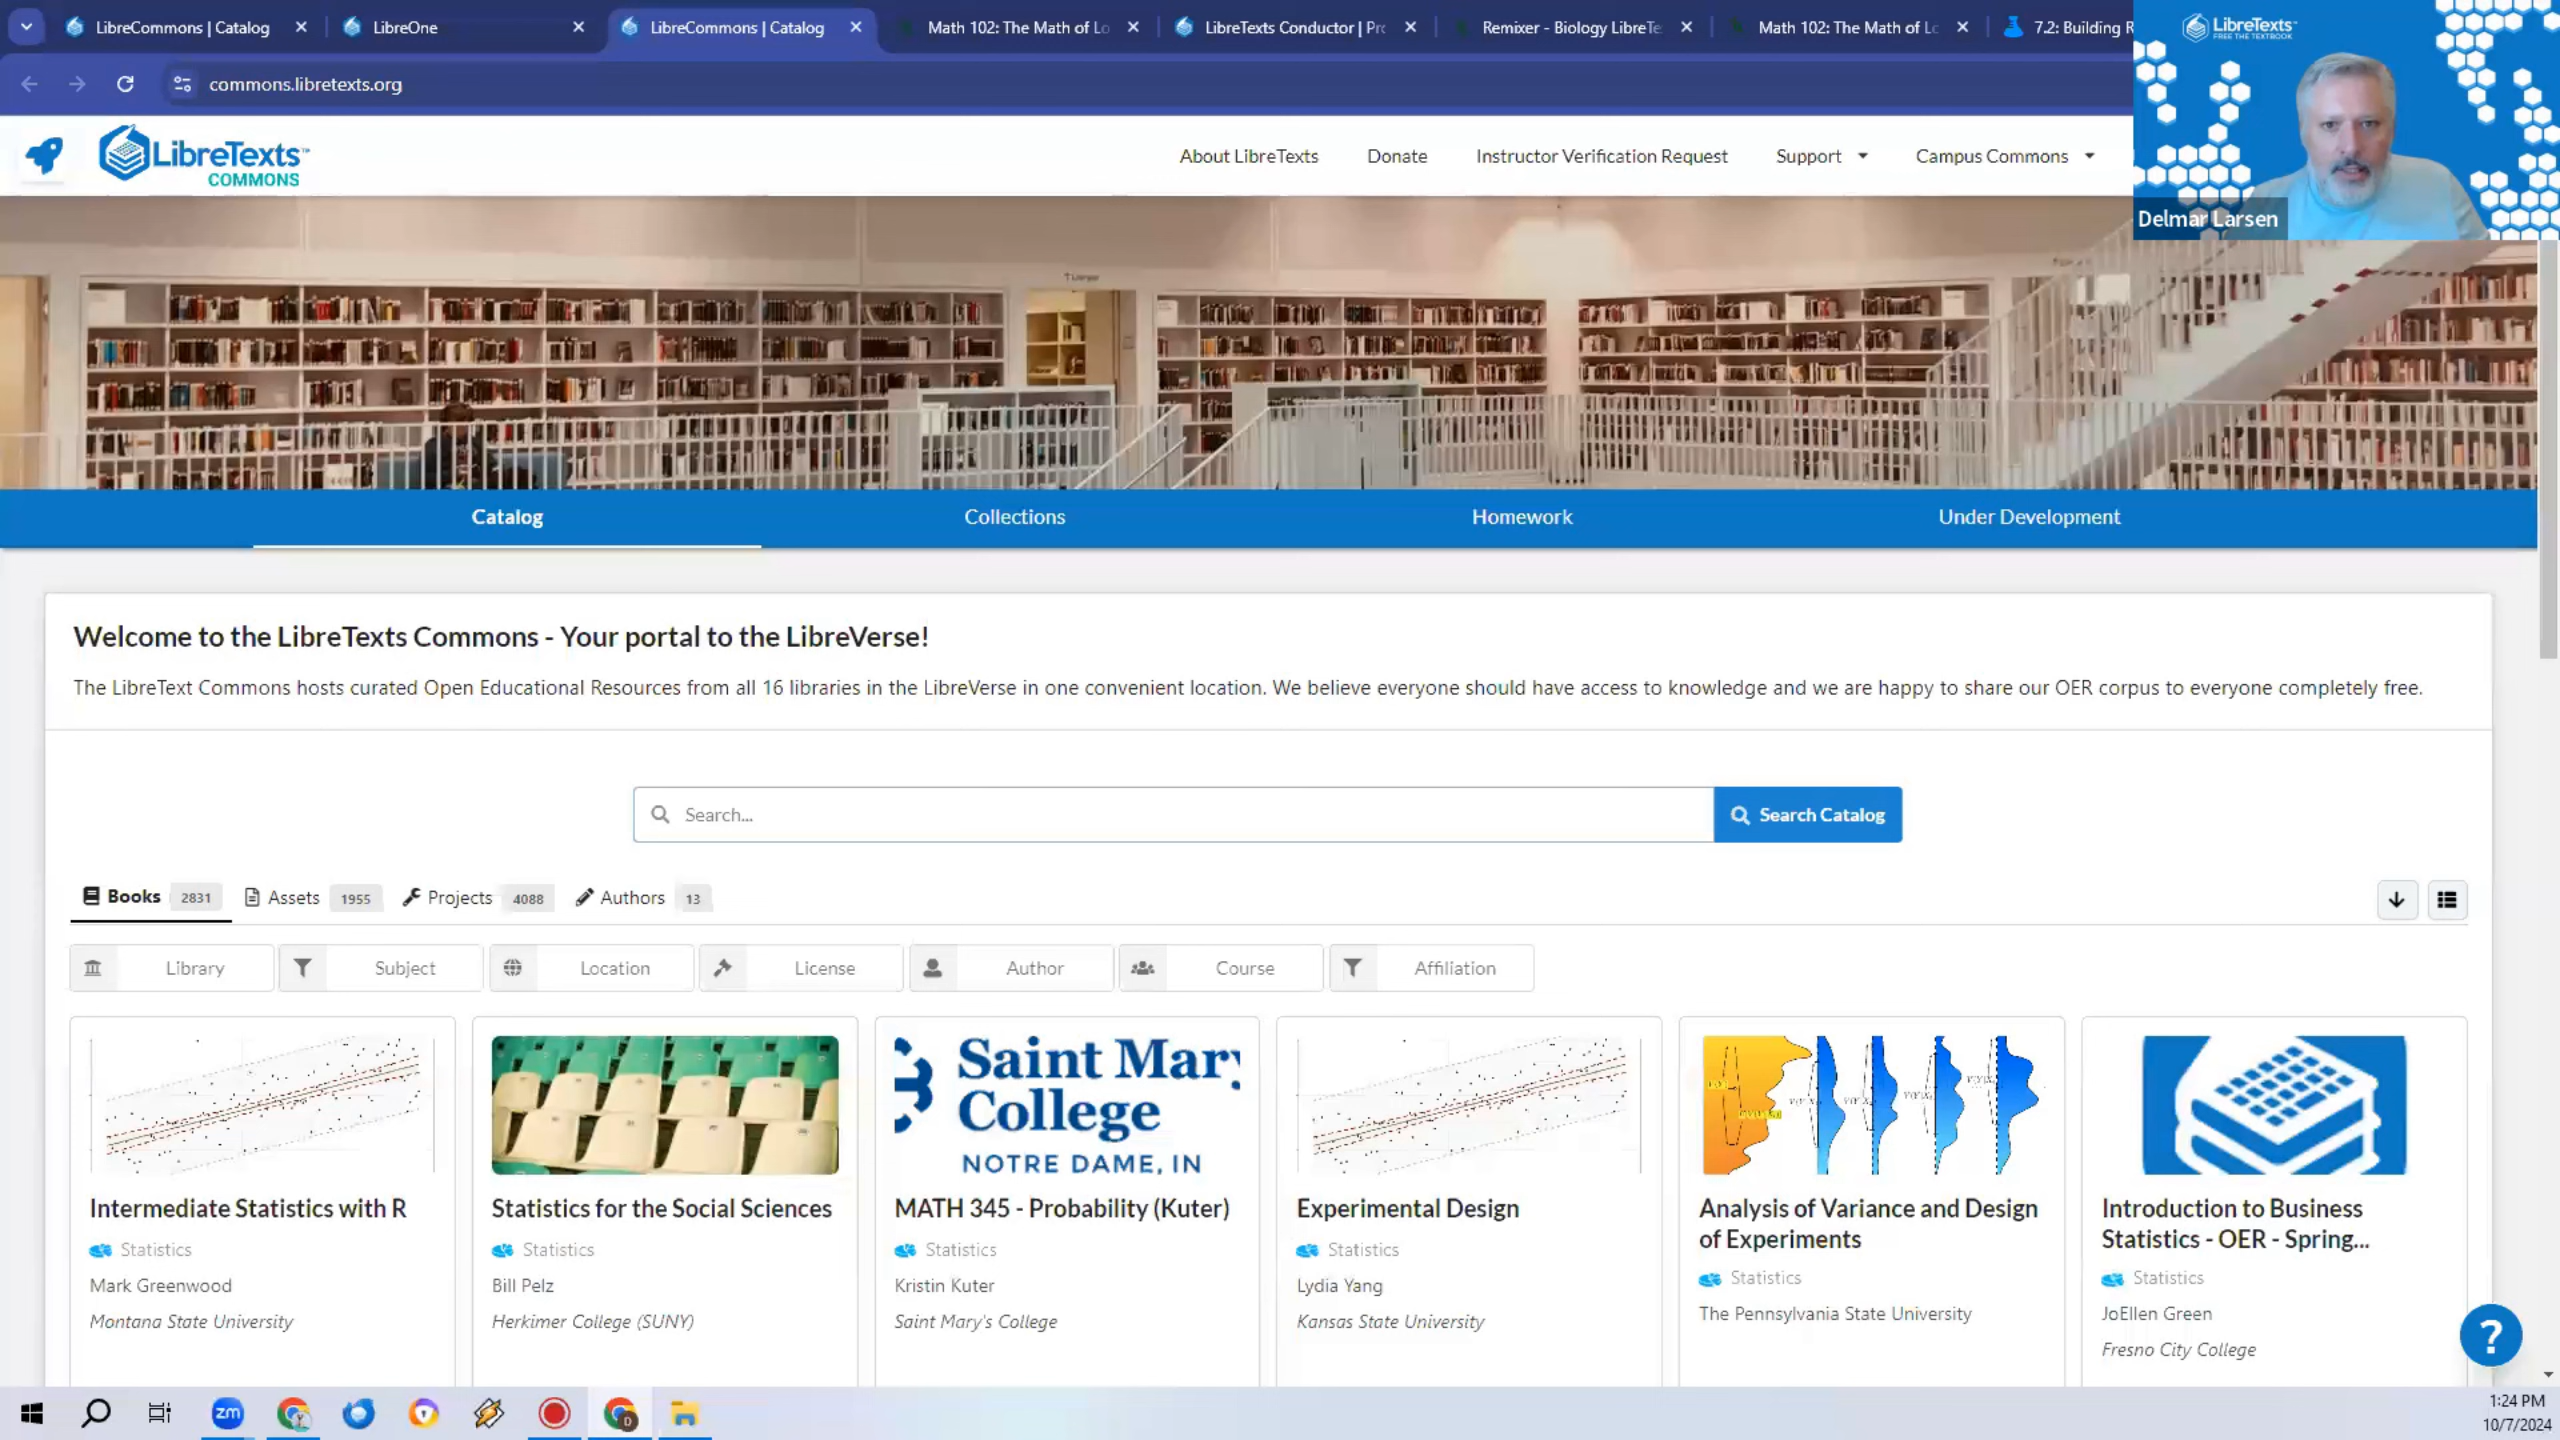 LibreCommons | Catalog
LibreOne
LibreCommons | Catalog
Math 102: The Math of Lo
LibreTexts Conductor | Pro
Remixer - Biology LibreTe
Math 102: The Math of Lo
7.2: Building R
commons.libretexts.org
LibreTexts™
FREE THE TEXTBOOK
Delmar Larsen
LibreTexts™
COMMONS
About LibreTexts
Donate
Instructor Verification Request
Support
Campus Commons
Catalog
Collections
Homework
Under Development
Welcome to the LibreTexts Commons - Your portal to the LibreVerse!
The LibreText Commons hosts curated Open Educational Resources from all 16 libraries in the LibreVerse in one convenient location. We believe everyone should have access to knowledge and we are happy to share our OER corpus to everyone completely free.
Search...
Search Catalog
Books 2831
Assets 1955
Projects 4088
Authors 13
Library
Subject
Location
License
Author
Course
Affiliation
Intermediate Statistics with R
Statistics
Mark Greenwood
Montana State University
Statistics for the Social Sciences
Statistics
Bill Pelz
Herkimer College (SUNY)
Saint Mary
College
NOTRE DAME, IN
MATH 345 - Probability (Kuter)
Statistics
Kristin Kuter
Saint Mary's College
Experimental Design
Statistics
Lydia Yang
Kansas State University
Analysis of Variance and Design
of Experiments
Statistics
The Pennsylvania State University
Introduction to Business
Statistics - OER - Spring...
Statistics
JoEllen Green
Fresno City College
?
zm
D
1:24 PM
10/7/2024